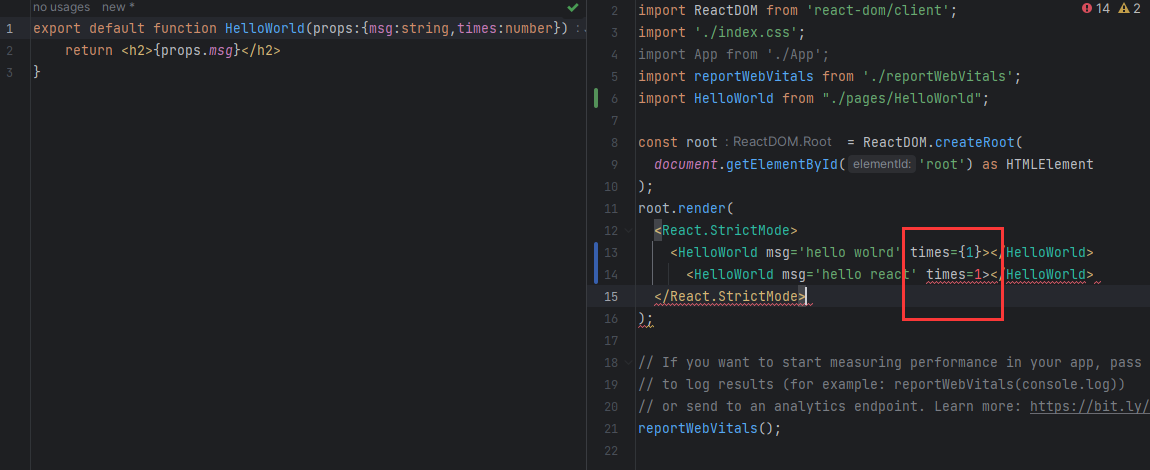 no usages   new *
1 export default function HelloWorld(props:{msg:string,times:number}) :
2     return <h2>{props.msg}</h2>
3 }
14 2
2 import ReactDOM from 'react-dom/client';
3 import './index.css';
4 import App from './App';
5 import reportWebVitals from './reportWebVitals';
6 import HelloWorld from "./pages/HelloWorld";
7
8 const root : ReactDOM.Root = ReactDOM.createRoot(
9   document.getElementById( elementId: 'root') as HTMLElement
10 );
11 root.render(
12   <React.StrictMode>
13     <HelloWorld msg='hello wolrd' times={1}></HelloWorld>
14       <HelloWorld msg='hello react' times=1></HelloWorld>
15   </React.StrictMode>
16 );
17
18 // If you want to start measuring performance in your app, pass
19 // to log results (for example: reportWebVitals(console.log))
20 // or send to an analytics endpoint. Learn more: https://bit.ly/
21 reportWebVitals();
22